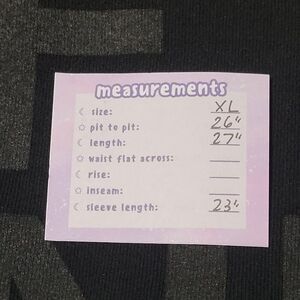 measurements
size: XL
pit to pit: 26"
length: 27"
waist flat across:
rise:
inseam:
sleeve length: 23"